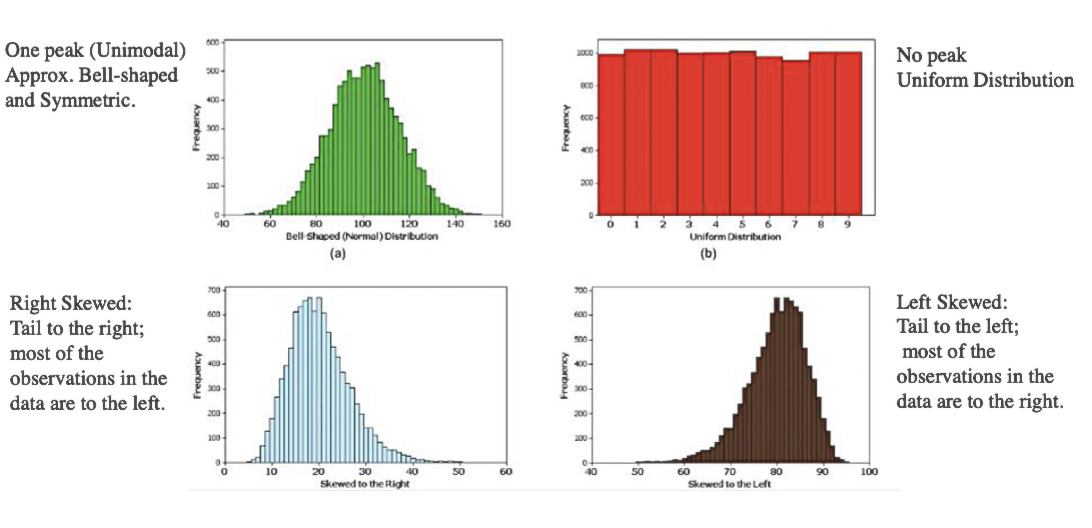 One peak (Unimodal)
Approx. Bell-shaped
and Symmetric.
600
500
400
300
200
100
0
Frequency
40 60 80 100 120 140 160
Bell-Shaped (Normal) Distribution
(a)
1000
800
600
400
200
0
Frequency
0 1 2 3 4 5 6 7 8 9
Uniform Distribution
(b)
No peak
Uniform Distribution
Right Skewed:
Tail to the right;
most of the
observations in the
data are to the left.
700
600
500
400
300
200
100
0
Frequency
0 10 20 30 40 50 60
Skewed to the Right
700
600
500
400
300
200
100
0
Frequency
40 50 60 70 80 90 100
Skewed to the Left
Left Skewed:
Tail to the left;
most of the
observations in the
data are to the right.